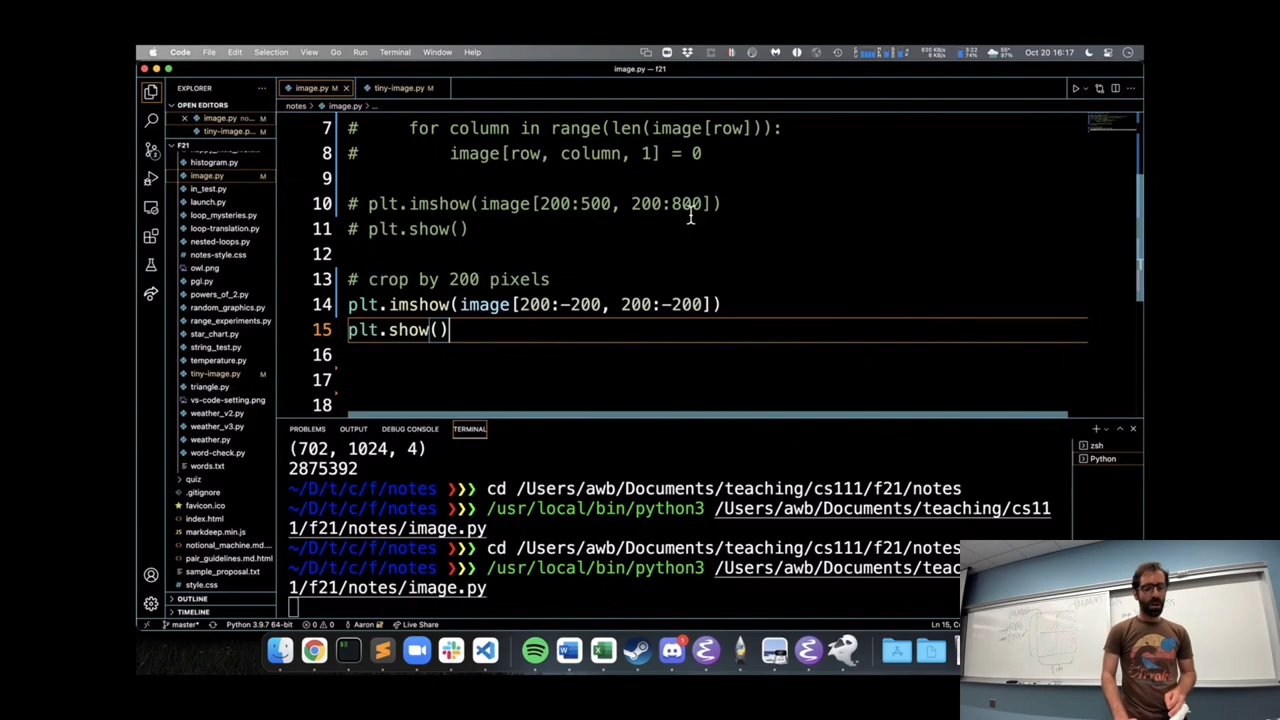 Code File Edit Selection View Go Run Terminal Window Help Oct 20 16:17
image.py — f21
EXPLORER ...
image.py M
tiny-image.py M
OPEN EDITORS
notes > image.py > ...
image.py no... M
tiny-image.p... M
F21
histogram.py
image.py M
in_test.py
launch.py
loop_mysteries.py
loop-translation.py
nested-loops.py
notes-style.css
owl.png
pgl.py
powers_of_2.py
random_graphics.py
range_experiments.py
star_chart.py
string_test.py
temperature.py
tiny-image.py M
triangle.py
vs-code-setting.png
weather_v2.py
weather_v3.py
weather.py
word-check.py
words.txt
quiz
.gitignore
favicon.ico
index.html
markdeep.min.js
notional_machine.md....
pair_guidelines.md.html
sample_proposal.txt
style.css
OUTLINE
TIMELINE
7 # for column in range(len(image[row])):
8 # image[row, column, 1] = 0
9
10 # plt.imshow(image[200:500, 200:800])
11 # plt.show()
12
13 # crop by 200 pixels
14 plt.imshow(image[200:-200, 200:-200])
15 plt.show()
16
17
18
PROBLEMS OUTPUT DEBUG CONSOLE TERMINAL
zsh
Python
(702, 1024, 4)
2875392
~/D/t/c/f/notes ❯❯❯ cd /Users/awb/Documents/teaching/cs111/f21/notes
~/D/t/c/f/notes ❯❯❯ /usr/local/bin/python3 /Users/awb/Documents/teaching/cs11
1/f21/notes/image.py
~/D/t/c/f/notes ❯❯❯ cd /Users/awb/Documents/teaching/cs111/f21/notes
~/D/t/c/f/notes ❯❯❯ /usr/local/bin/python3 /Users/awb/Documents/teac
1/f21/notes/image.py
master* Python 3.9.7 64-bit 0 0 Aaron Live Share Ln 15, Co